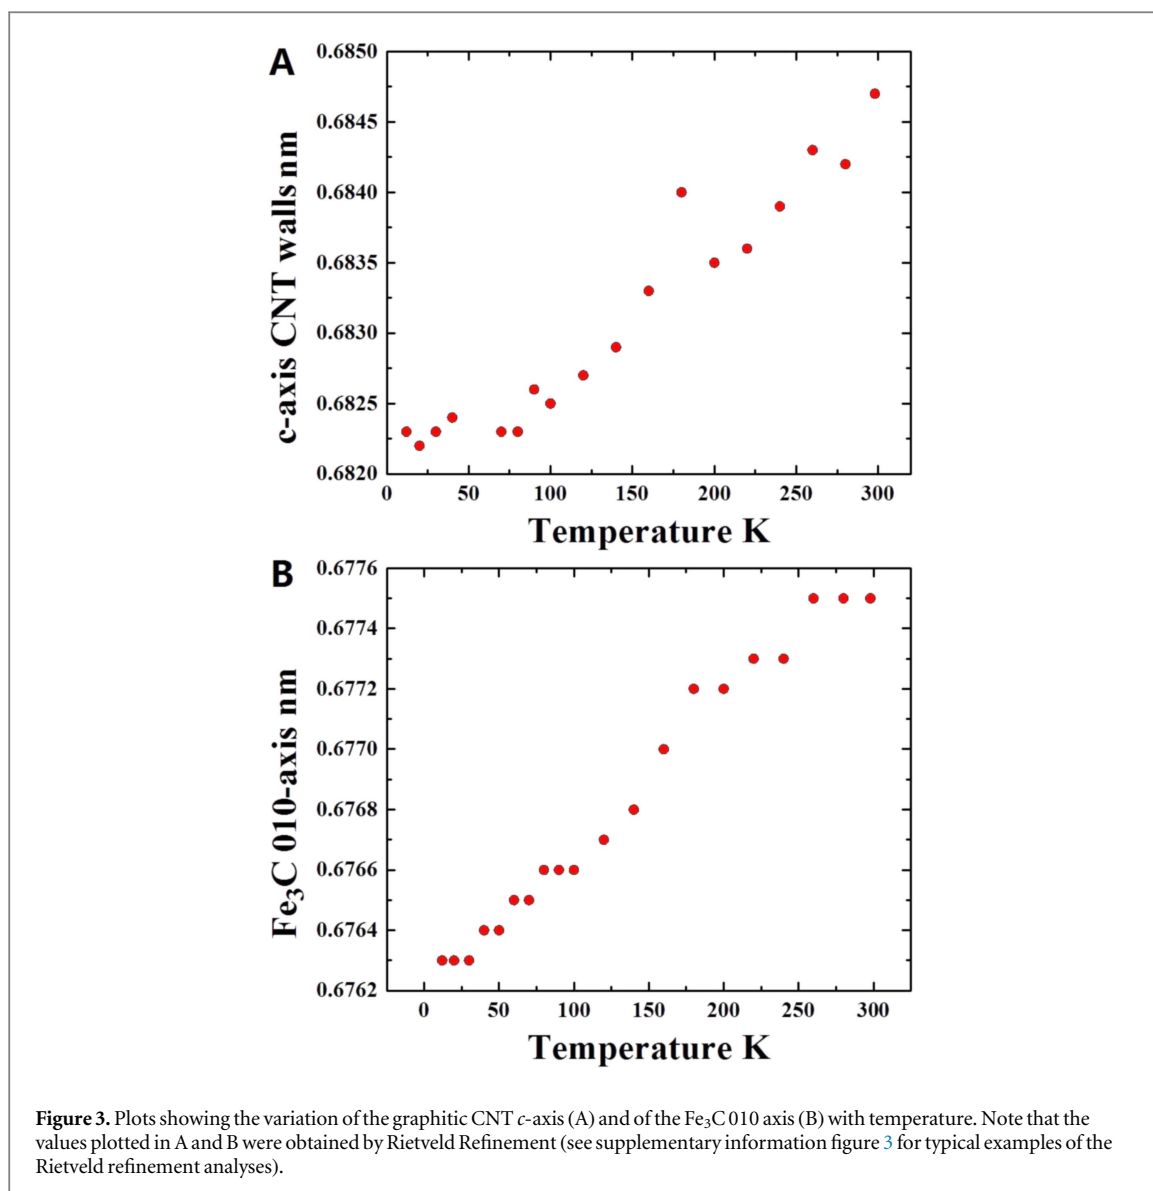 A
0.6850
0.6845
0.6840
0.6835
0.6830
0.6825
0.6820
c-axis CNT walls nm
0 50 100 150 200 250 300
Temperature K
B
0.6776
0.6774
0.6772
0.6770
0.6768
0.6766
0.6764
0.6762
Fe₃C 010-axis nm
0 50 100 150 200 250 300
Temperature K
Figure 3. Plots showing the variation of the graphitic CNT c-axis (A) and of the Fe₃C 010 axis (B) with temperature. Note that the
values plotted in A and B were obtained by Rietveld Refinement (see supplementary information figure 3 for typical examples of the
Rietveld refinement analyses).